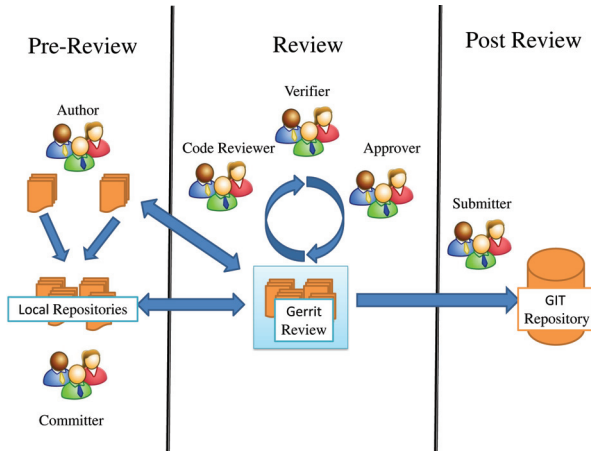 Pre-Review
Review
Post Review
Author
Verifier
Code Reviewer
Approver
Submitter
Local Repositories
Gerrit
Review
GIT
Repository
Committer